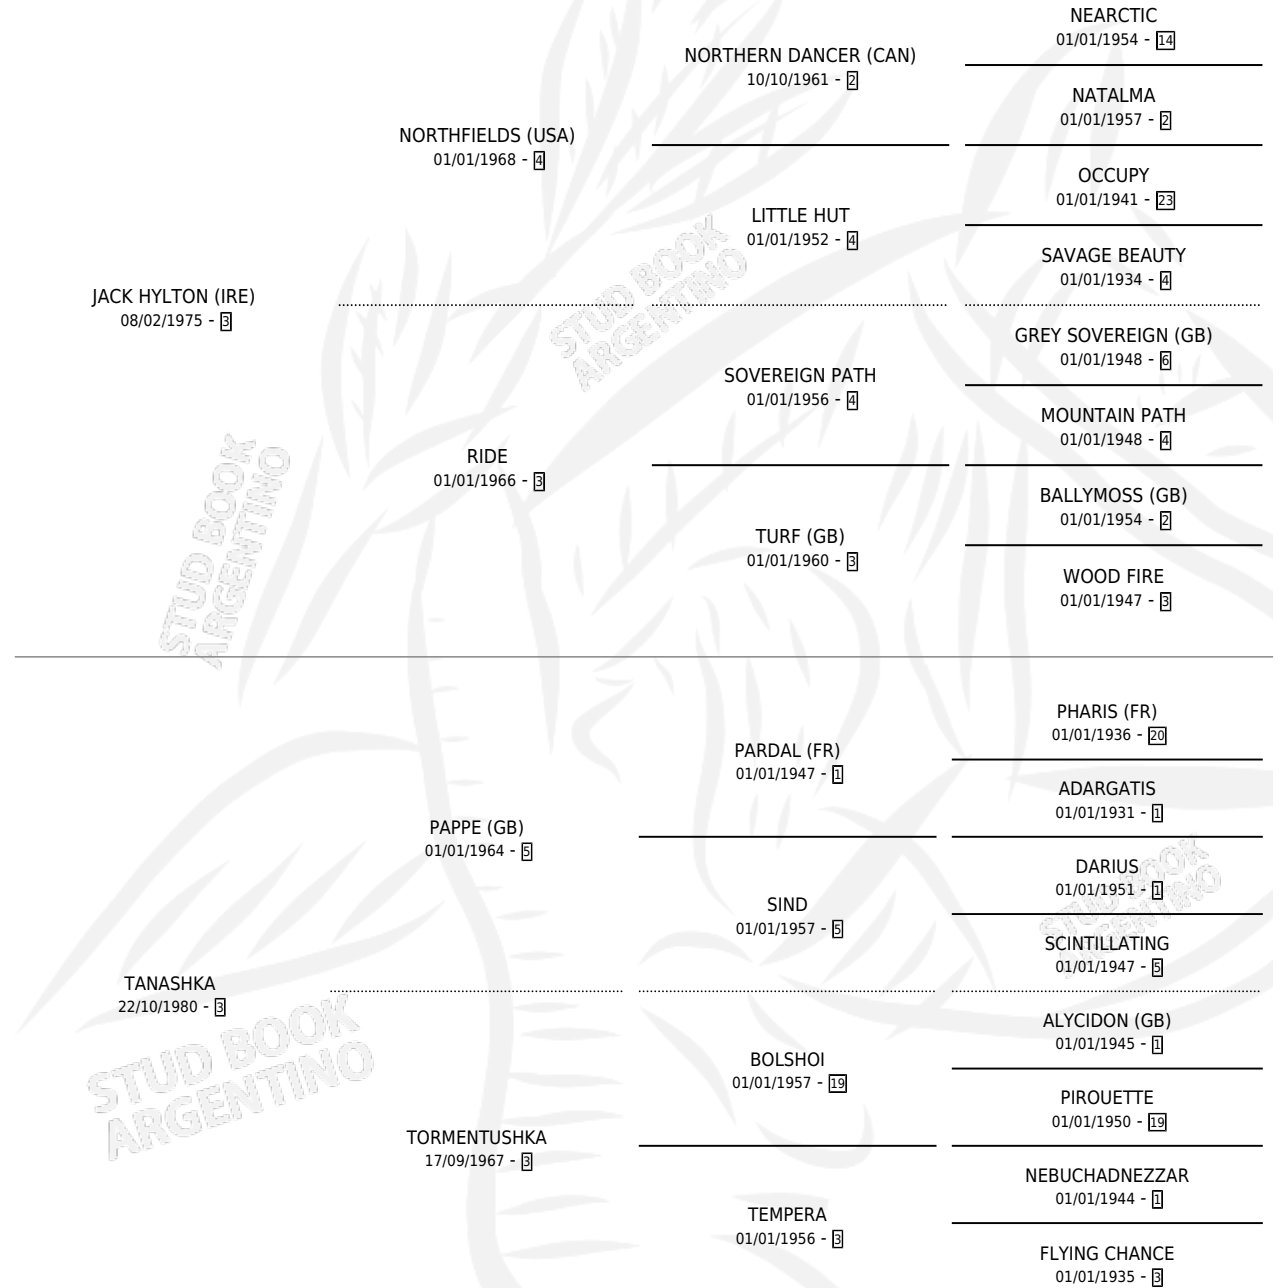 NEARCTIC
01/01/1954 - 14
NORTHERN DANCER (CAN)
10/10/1961 - 2
NATALMA
01/01/1957 - 2
NORTHFIELDS (USA)
01/01/1968 - 4
OCCUPY
01/01/1941 - 23
LITTLE HUT
01/01/1952 - 4
SAVAGE BEAUTY
01/01/1934 - 4
JACK HYLTON (IRE)
08/02/1975 - 3
GREY SOVEREIGN (GB)
01/01/1948 - 6
SOVEREIGN PATH
01/01/1956 - 4
MOUNTAIN PATH
01/01/1948 - 4
RIDE
01/01/1966 - 3
BALLYMOSS (GB)
01/01/1954 - 2
TURF (GB)
01/01/1960 - 3
WOOD FIRE
01/01/1947 - 3
PHARIS (FR)
01/01/1936 - 20
PARDAL (FR)
01/01/1947 - 1
ADARGATIS
01/01/1931 - 1
PAPPE (GB)
01/01/1964 - 5
DARIUS
01/01/1951 - 1
SIND
01/01/1957 - 5
SCINTILLATING
01/01/1947 - 5
TANASHKA
22/10/1980 - 3
ALYCIDON (GB)
01/01/1945 - 1
BOLSHOI
01/01/1957 - 19
PIROUETTE
01/01/1950 - 19
TORMENTUSHKA
17/09/1967 - 3
NEBUCHADNEZZAR
01/01/1944 - 1
TEMPERA
01/01/1956 - 3
FLYING CHANCE
01/01/1935 - 3
STUD BOOK
ARGENTINO
STUD BOOK
ARGENTINO
STUD BOOK
ARGENTINO
STUD BOOK
ARGENTINO